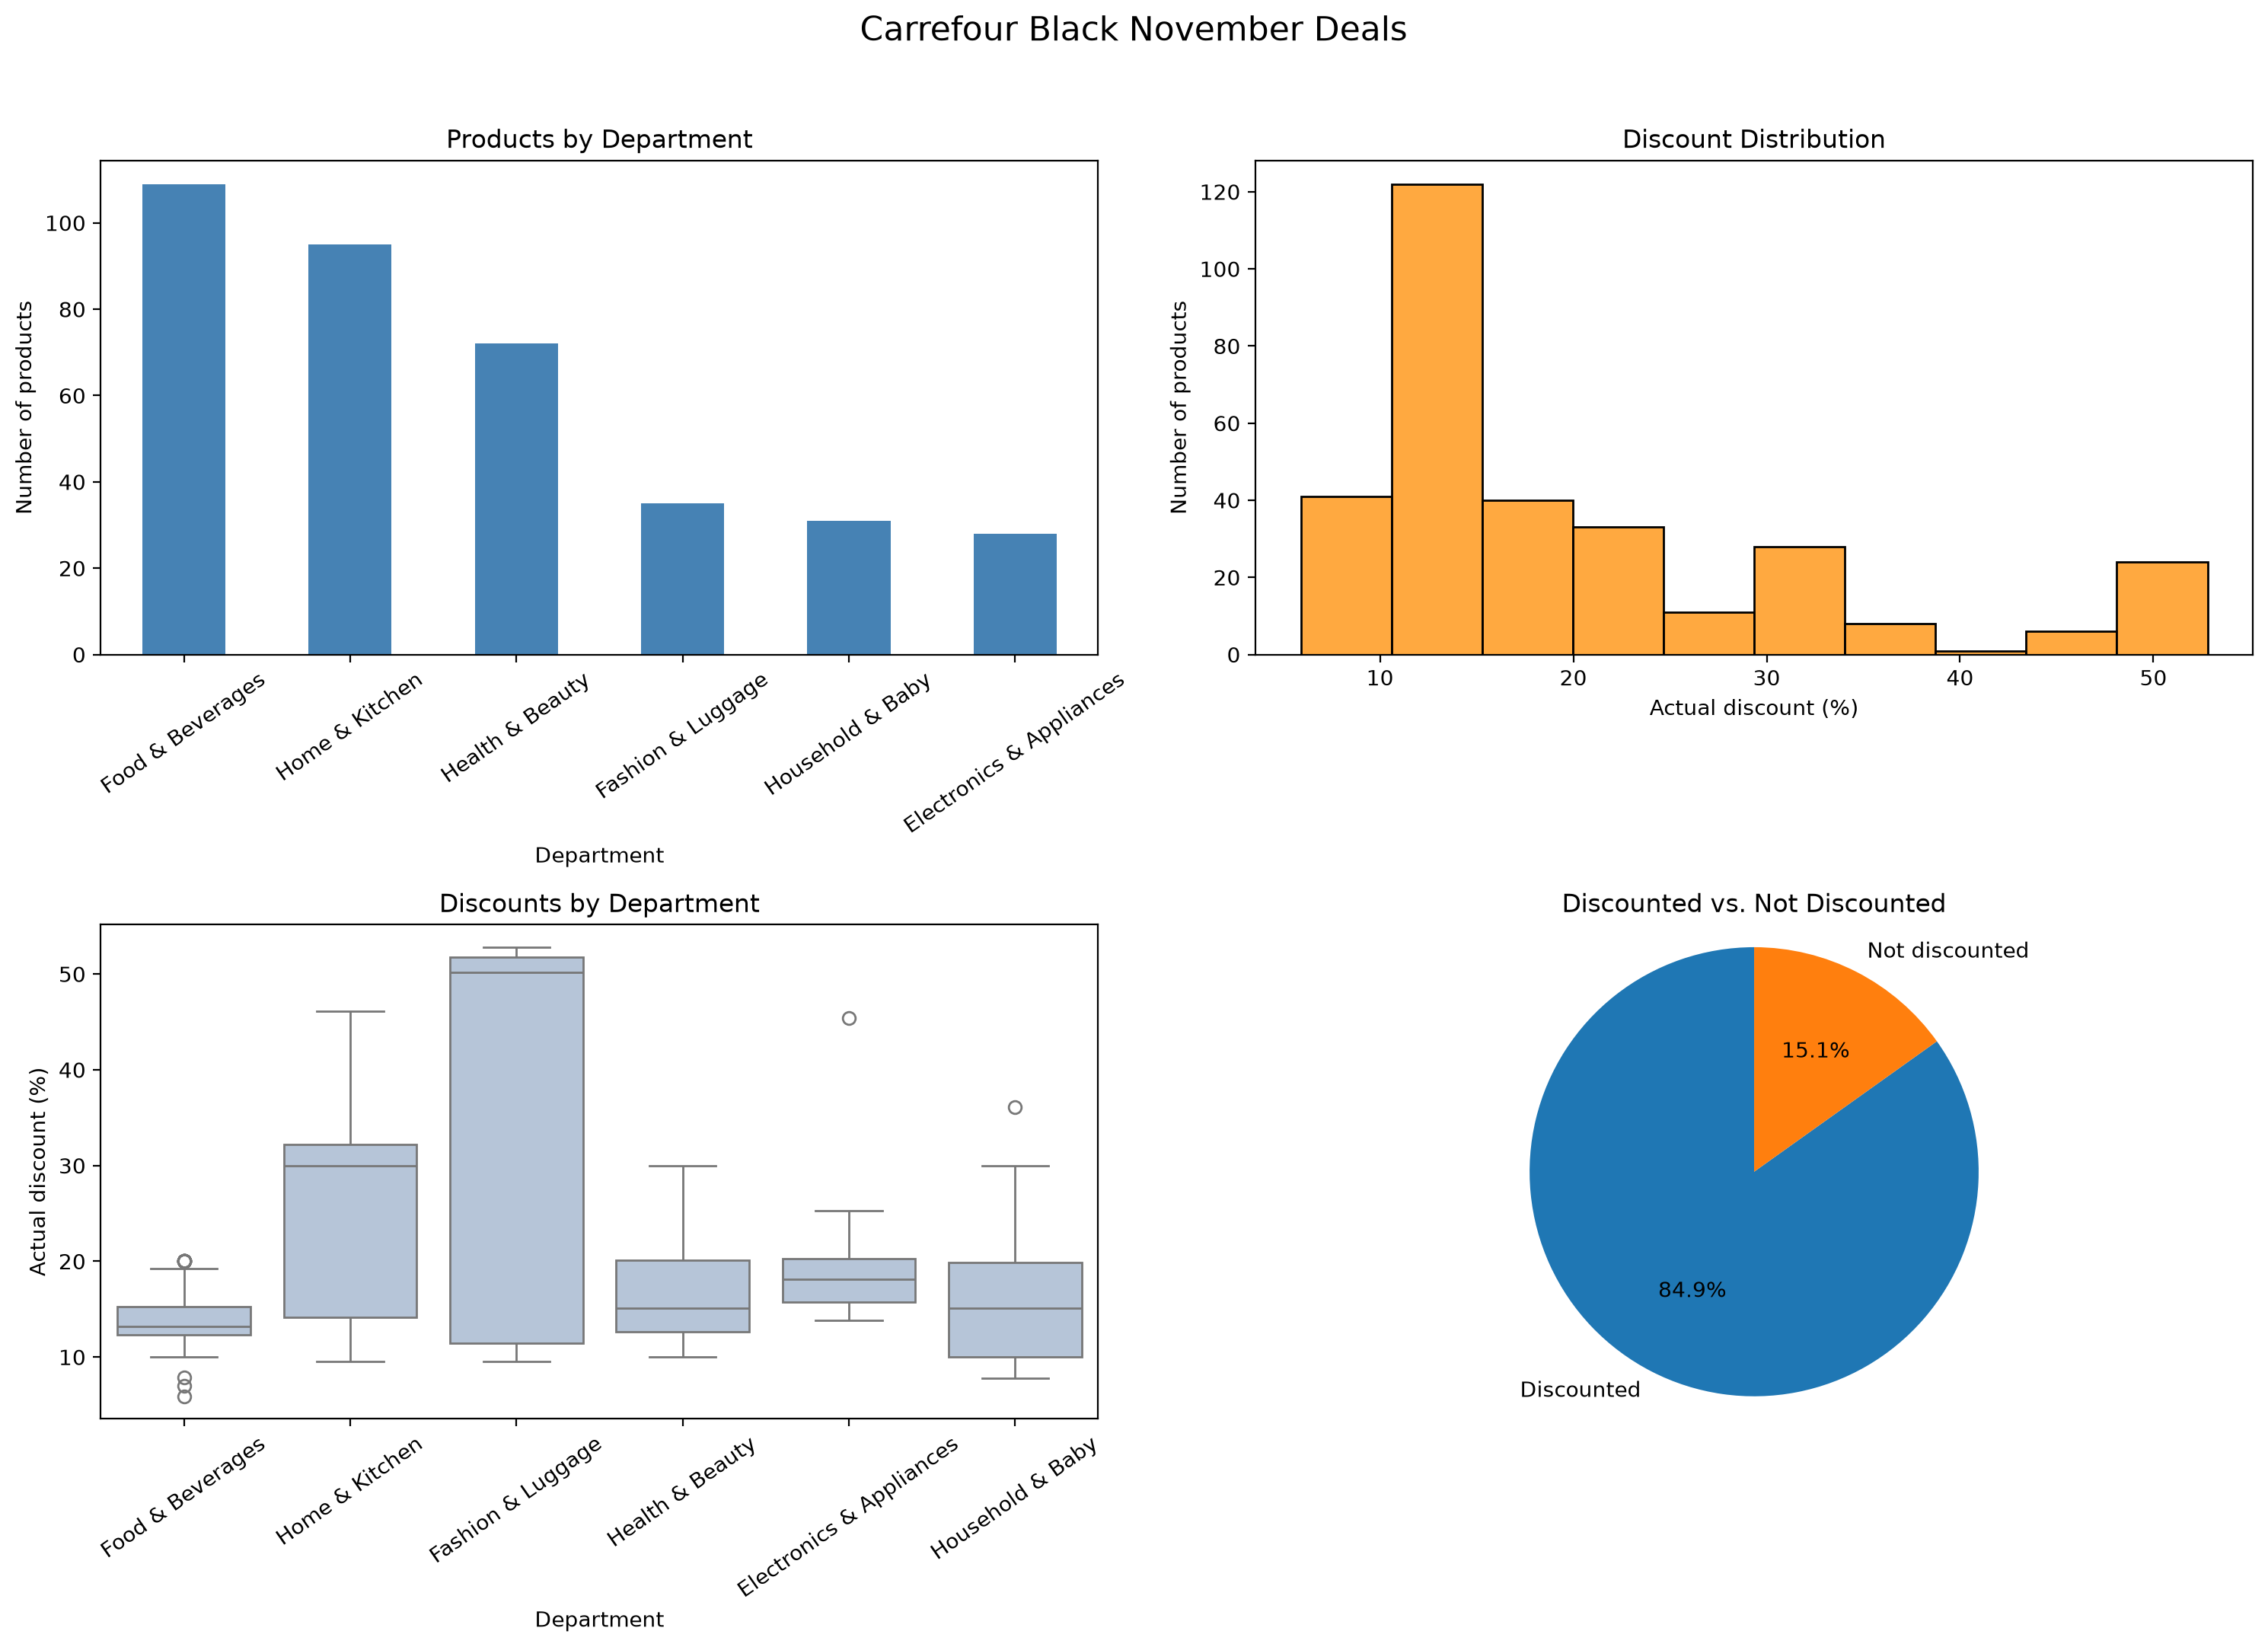 Carrefour Black November Deals
Products by Department
Number of products
100
80
60
40
20
0
Food & Beverages
Home & Kitchen
Health & Beauty
Fashion & Luggage
Household & Baby
Electronics & Appliances
Department
Discount Distribution
Number of products
120
100
80
60
40
20
0
10
20
30
40
50
Actual discount (%)
Discounts by Department
Actual discount (%)
50
40
30
20
10
Food & Beverages
Home & Kitchen
Fashion & Luggage
Health & Beauty
Electronics & Appliances
Household & Baby
Department
Discounted vs. Not Discounted
Not discounted
15.1%
84.9%
Discounted